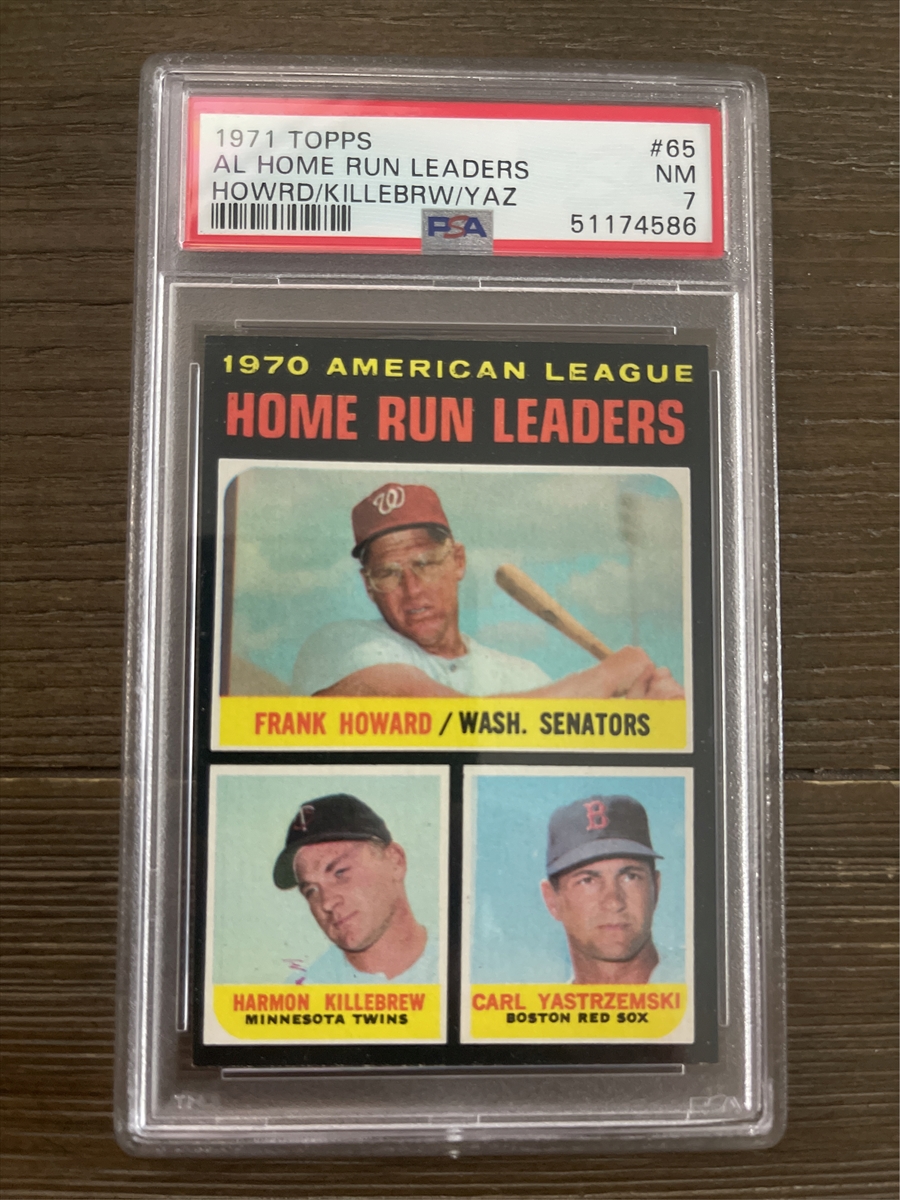 1971 TOPPS #65
AL HOME RUN LEADERS NM
HOWRD/KILLEBRW/YAZ 7
PSA 51174586
1970 AMERICAN LEAGUE
HOME RUN LEADERS
W
FRANK HOWARD / WASH. SENATORS
T
B
HARMON KILLEBREW
MINNESOTA TWINS
CARL YASTRZEMSKI
BOSTON RED SOX